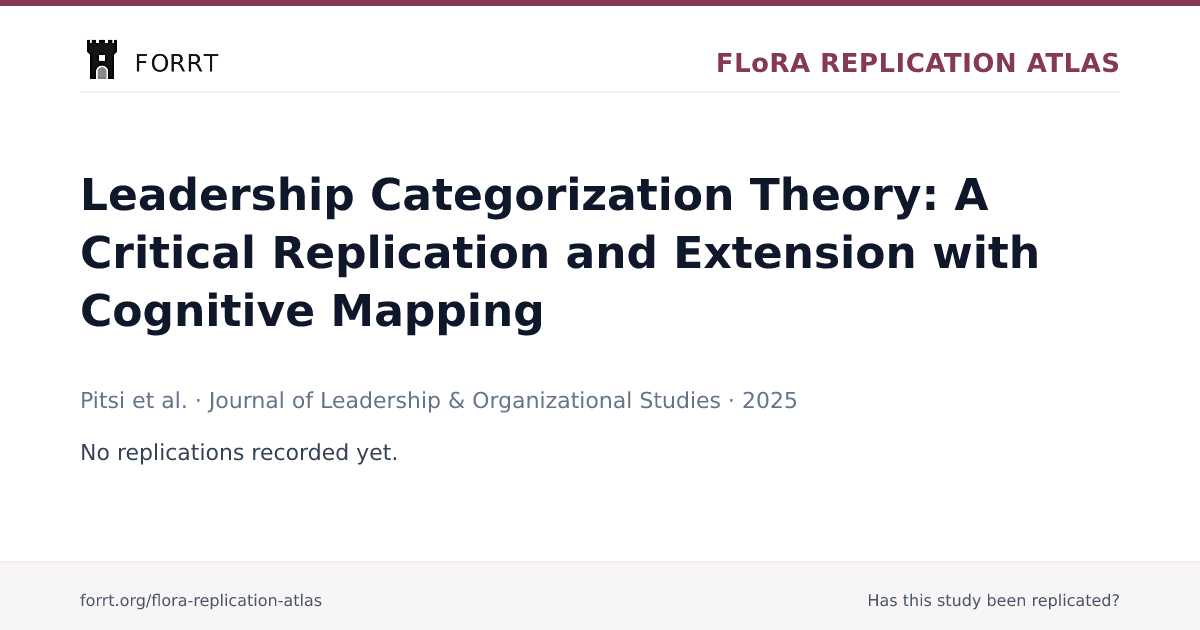 FORRT
FLoRA REPLICATION ATLAS
Leadership Categorization Theory: A
Critical Replication and Extension with
Cognitive Mapping
Pitsi et al. · Journal of Leadership & Organizational Studies · 2025
No replications recorded yet.
forrt.org/flora-replication-atlas
Has this study been replicated?